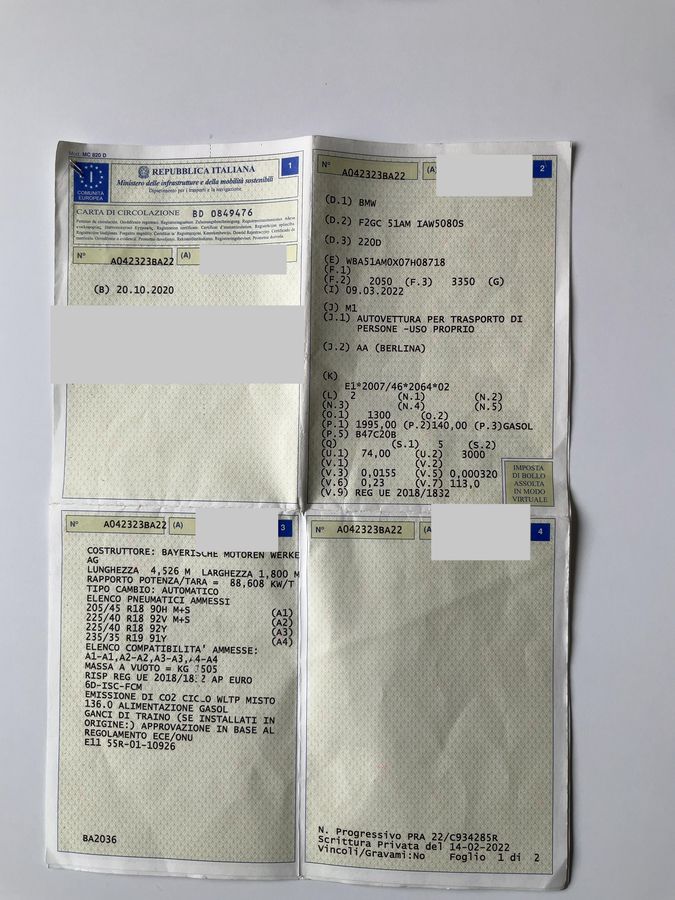 Mod. MC 820 D
I
COMUNITÀ
EUROPEA
REPUBBLICA ITALIANA
Ministero delle infrastrutture e della mobilità sostenibili
Dipartimento per i trasporti e la navigazione
1
CARTA DI CIRCOLAZIONE BD 0849476
N° A042323BA22 (A)
(B) 20.10.2020
N° A042323BA22 (A) 2
(D.1) BMW
(D.2) F2GC 51AM IAW5080S
(D.3) 220D
(E) WBA51AM0X07H08718
(F.1)
(F.2) 2050 (F.3) 3350 (G)
(I) 09.03.2022
(J) M1
(J.1) AUTOVETTURA PER TRASPORTO DI
PERSONE -USO PROPRIO
(J.2) AA (BERLINA)
(K)
E1*2007/46*2064*02
(L) 2 (N.1) (N.2)
(N.3) (N.4) (N.5)
(O.1) 1300 (o.2)
(P.1) 1995,00 (P.2)140,00 (P.3)GASOL
(P.5) B47C20B
(Q) (S.1) 5 (S.2)
(U.1) 74,00 (U.2) 3000
(V.1) (V.2)
(V.3) 0,0155 (V.5) 0,000320
(V.6) 0,23 (V.7) 113,0
(V.9) REG UE 2018/1832
IMPOSTA
DI BOLLO
ASSOLTA
IN MODO
VIRTUALE
N° A042323BA22 (A) 3
COSTRUTTORE: BAYERISCHE MOTOREN WERKE
AG
LUNGHEZZA 4,526 M LARGHEZZA 1,800 M
RAPPORTO POTENZA/TARA = 88,608 KW/T
TIPO CAMBIO: AUTOMATICO
ELENCO PNEUMATICI AMMESSI
205/45 R18 90H M+S (A1)
225/40 R18 92V M+S (A2)
225/40 R18 92Y (A3)
235/35 R19 91Y (A4)
ELENCO COMPATIBILITA' AMMESSE:
A1-A1,A2-A2,A3-A3,A4-A4
MASSA A VUOTO = KG 1505
RISP REG UE 2018/1832 AP EURO
6D-ISC-FCM
EMISSIONE DI CO2 CICLO WLTP MISTO
136.0 ALIMENTAZIONE GASOL
GANCI DI TRAINO (SE INSTALLATI IN
ORIGINE:) APPROVAZIONE IN BASE AL
REGOLAMENTO ECE/ONU
E11 55R-01-10926
BA2036
N° A042323BA22 (A 4
N. Progressivo PRA 22/C934285R
Scrittura Privata del 14-02-2022
Vincoli/Gravami:No Foglio 1 di 2